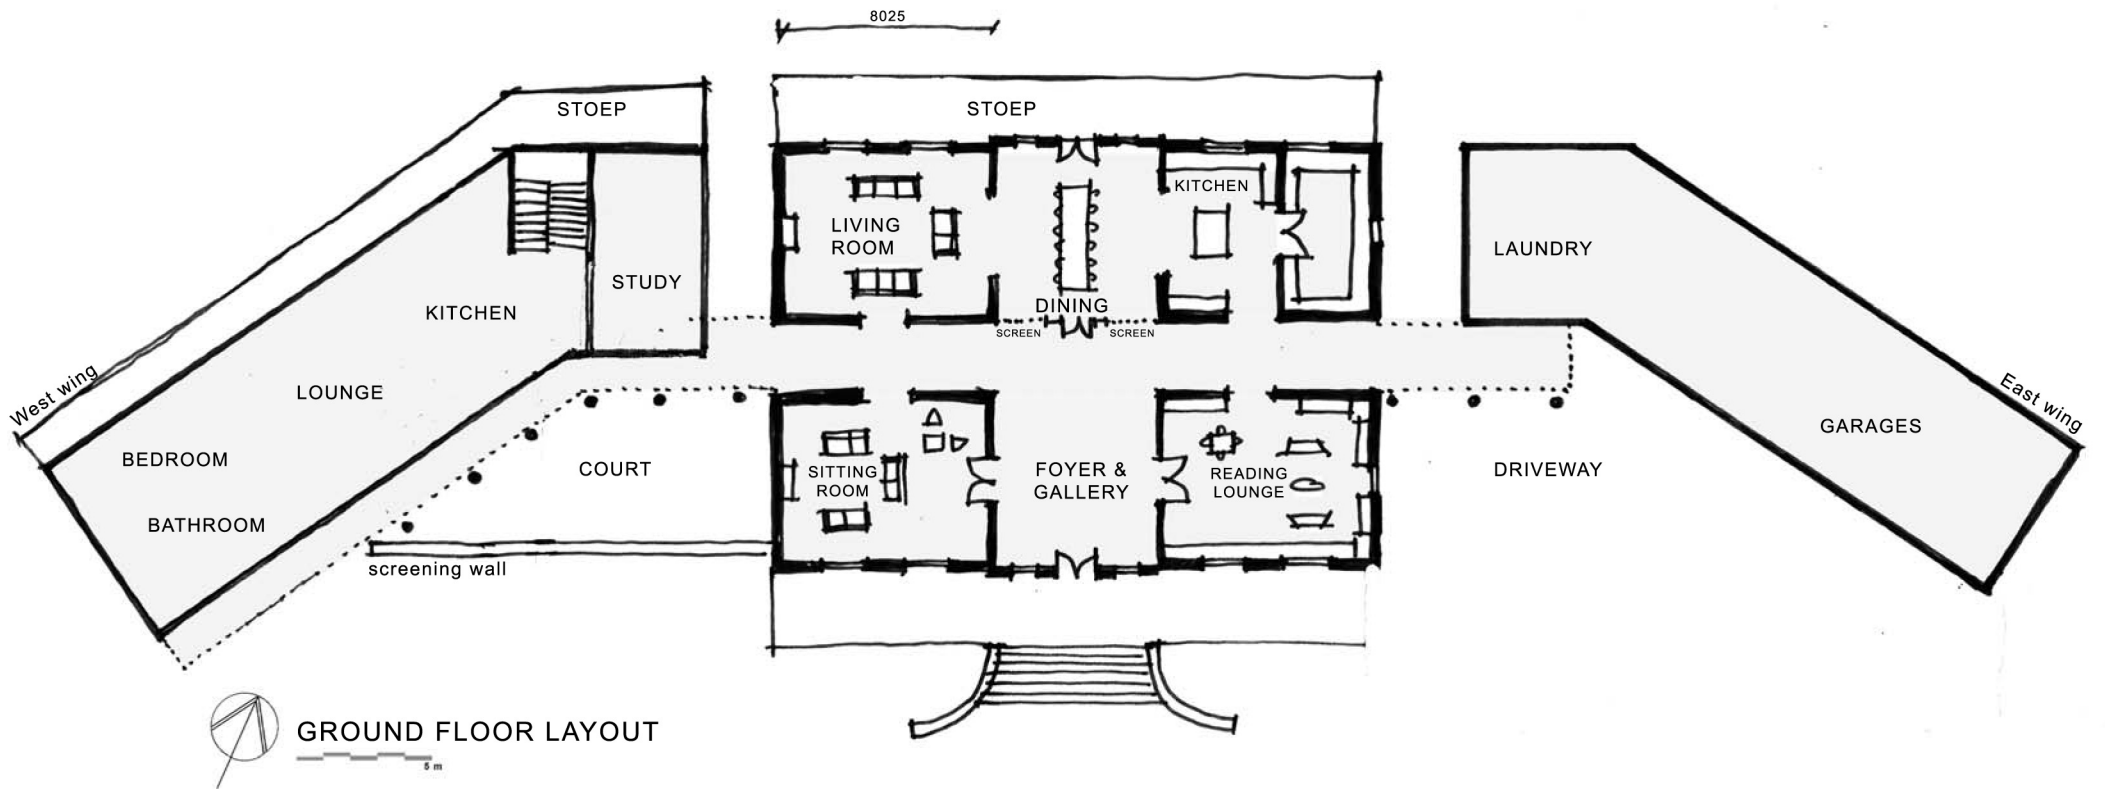 8025
STOEP
STOEP
KITCHEN
LIVING
ROOM
LAUNDRY
STUDY
DINING
KITCHEN
SCREEN
SCREEN
LOUNGE
West wing
East wing
GARAGES
BEDROOM
COURT
SITTING
ROOM
FOYER &
GALLERY
READING
LOUNGE
DRIVEWAY
BATHROOM
screening wall
GROUND FLOOR LAYOUT
5 m